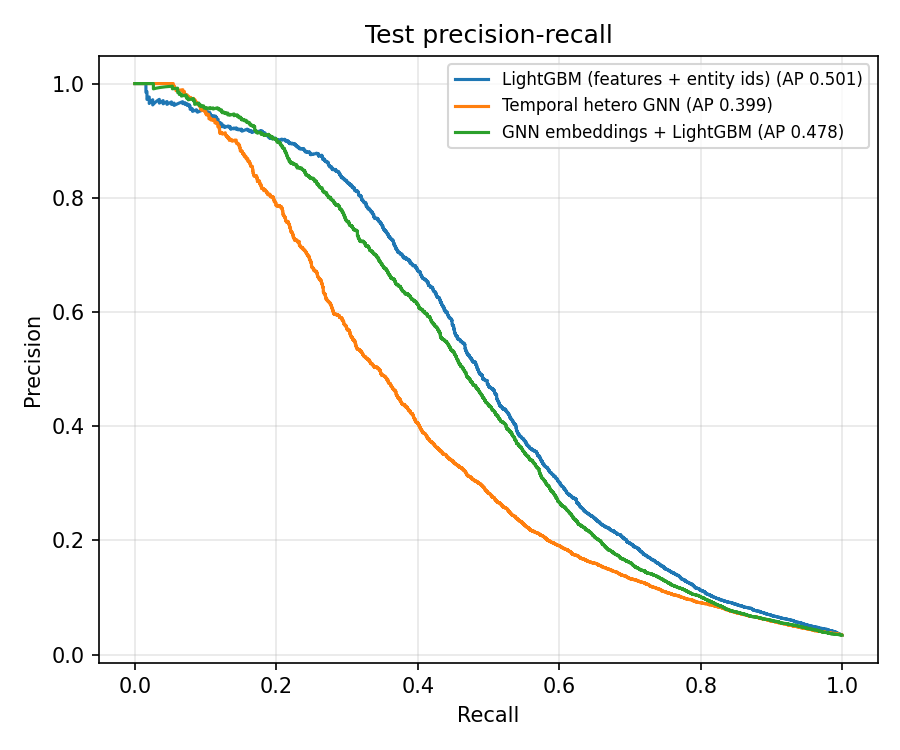 Test precision-recall
LightGBM (features + entity ids) (AP 0.501)
Temporal hetero GNN (AP 0.399)
GNN embeddings + LightGBM (AP 0.478)
Precision
1.0
0.8
0.6
0.4
0.2
0.0
0.0 0.2 0.4 0.6 0.8 1.0
Recall